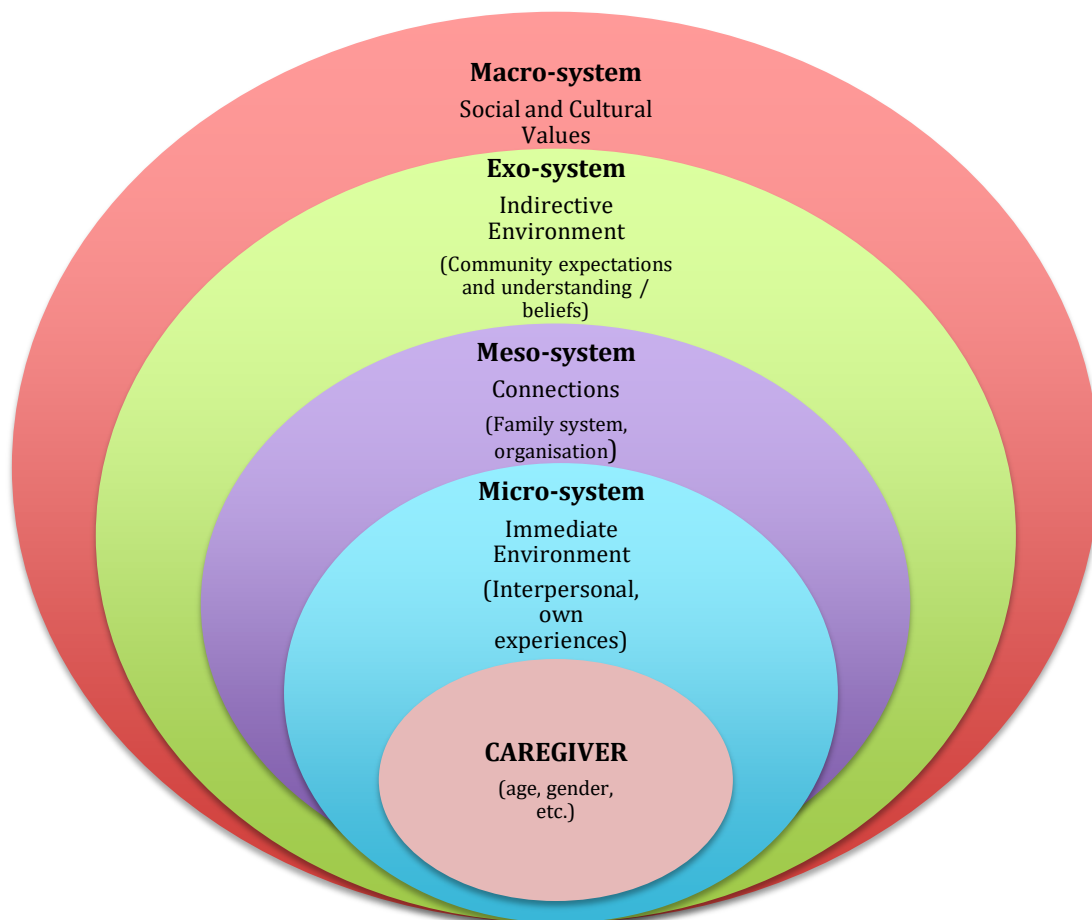 Macro-system
Social and Cultural
Values
Exo-system
Indirective
Environment
(Community expectations
and understanding /
beliefs)
Meso-system
Connections
(Family system,
organisation)
Micro-system
Immediate
Environment
(Interpersonal,
own
experiences)
CAREGIVER
(age, gender,
etc.)